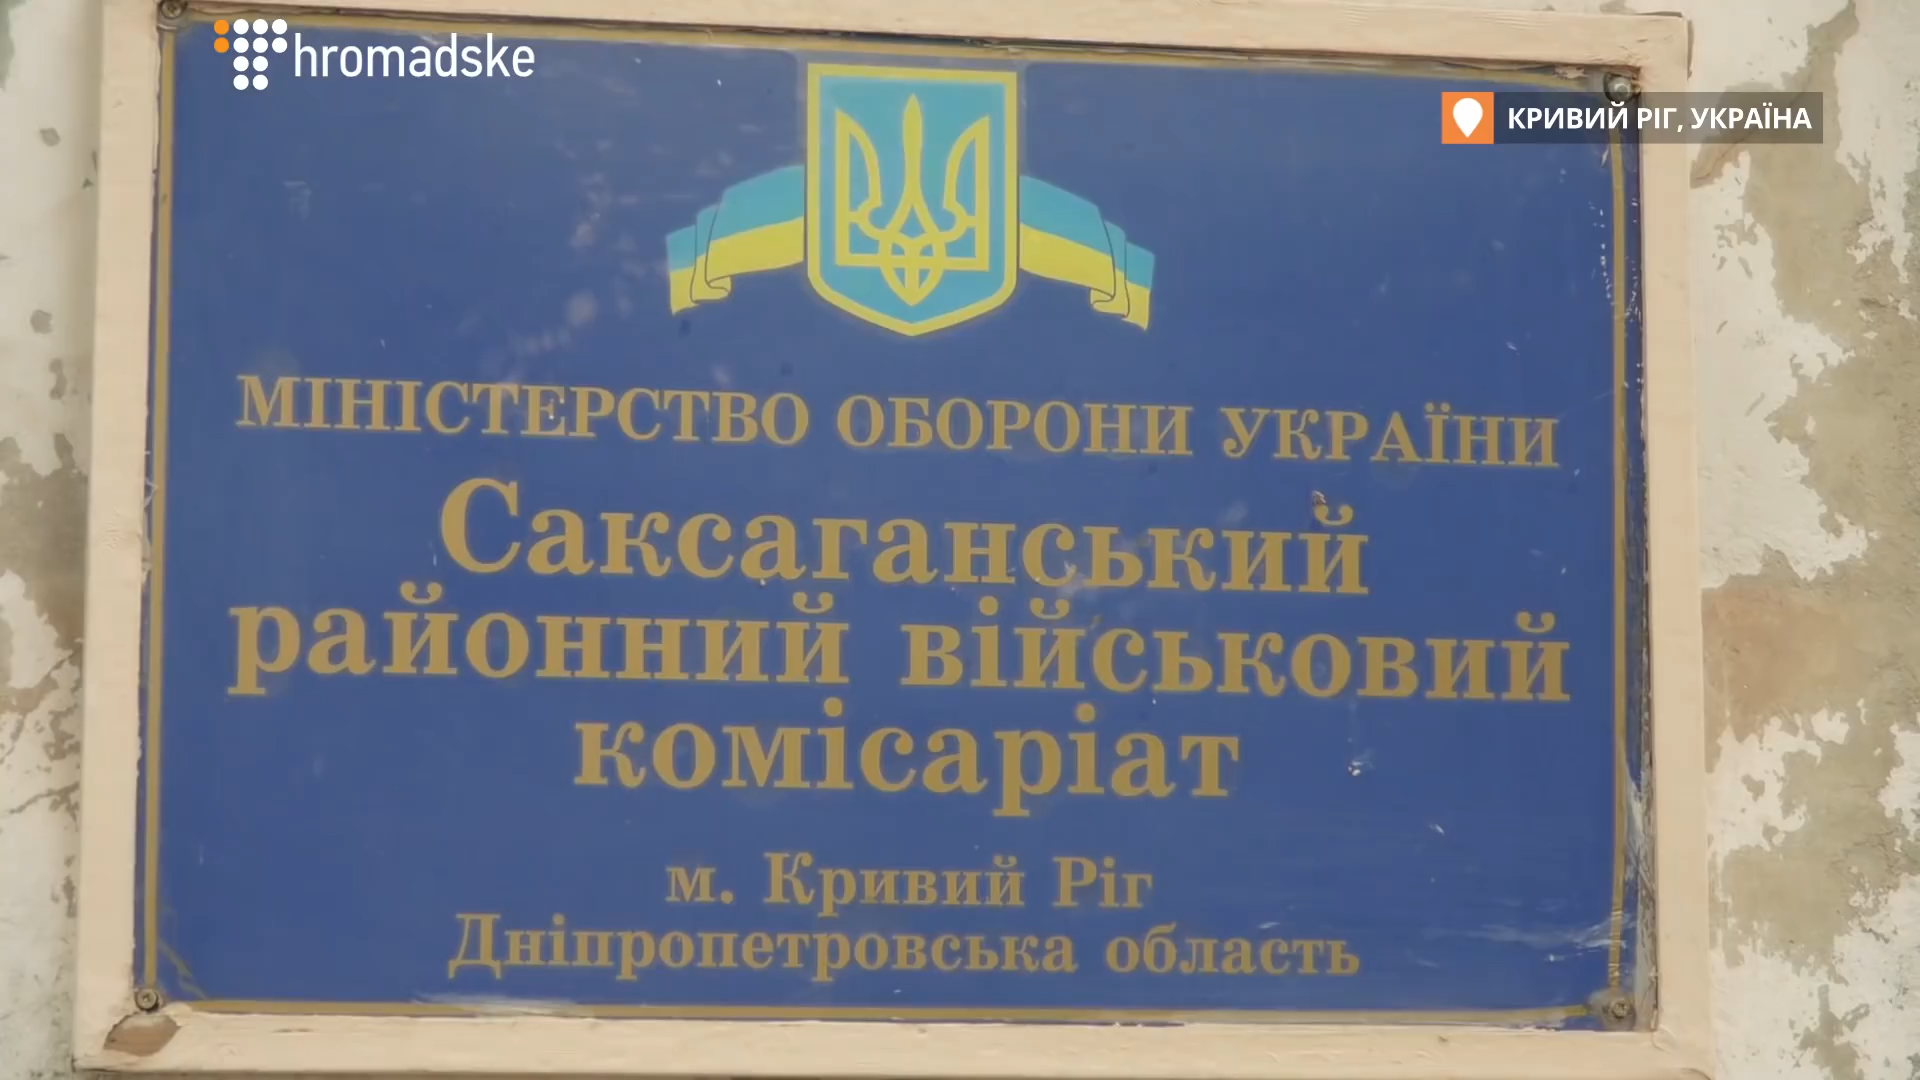 hromadske
КРИВИЙ РІГ, УКРАЇНА
МІНІСТЕРСТВО ОБОРОНИ УКРАЇНИ
Саксаганський
районний військовий
комісаріат
м. Кривий Ріг
Дніпропетровська область